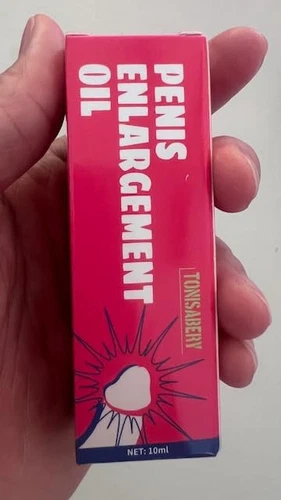 PENIS
ENLARGEMENT
OIL
TONISABERY
NET: 10ml